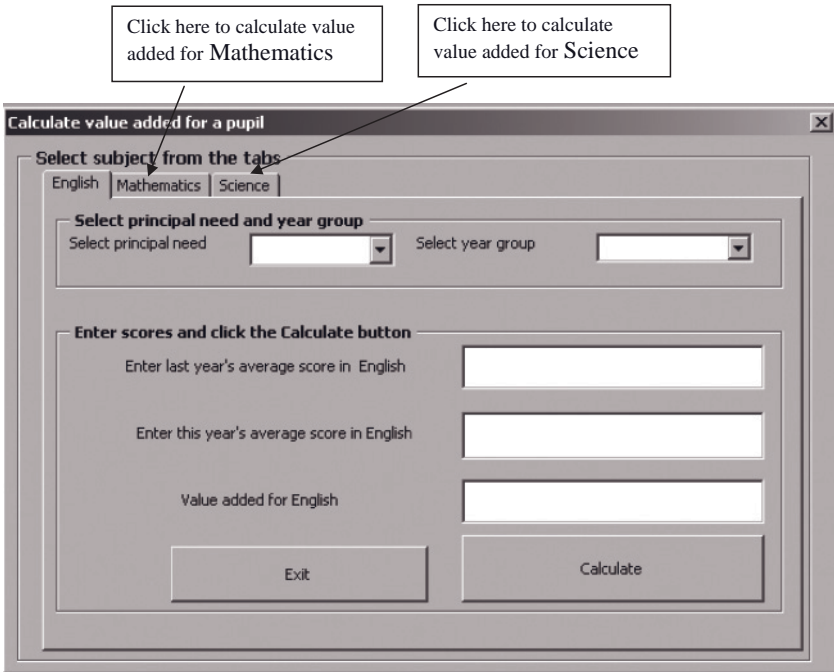 Click here to calculate value
added for Mathematics
Click here to calculate
value added for Science
Calculate value added for a pupil
Select subject from the tabs
English Mathematics Science
Select principal need and year group
Select principal need Select year group
Enter scores and click the Calculate button
Enter last year's average score in English
Enter this year's average score in English
Value added for English
Exit Calculate